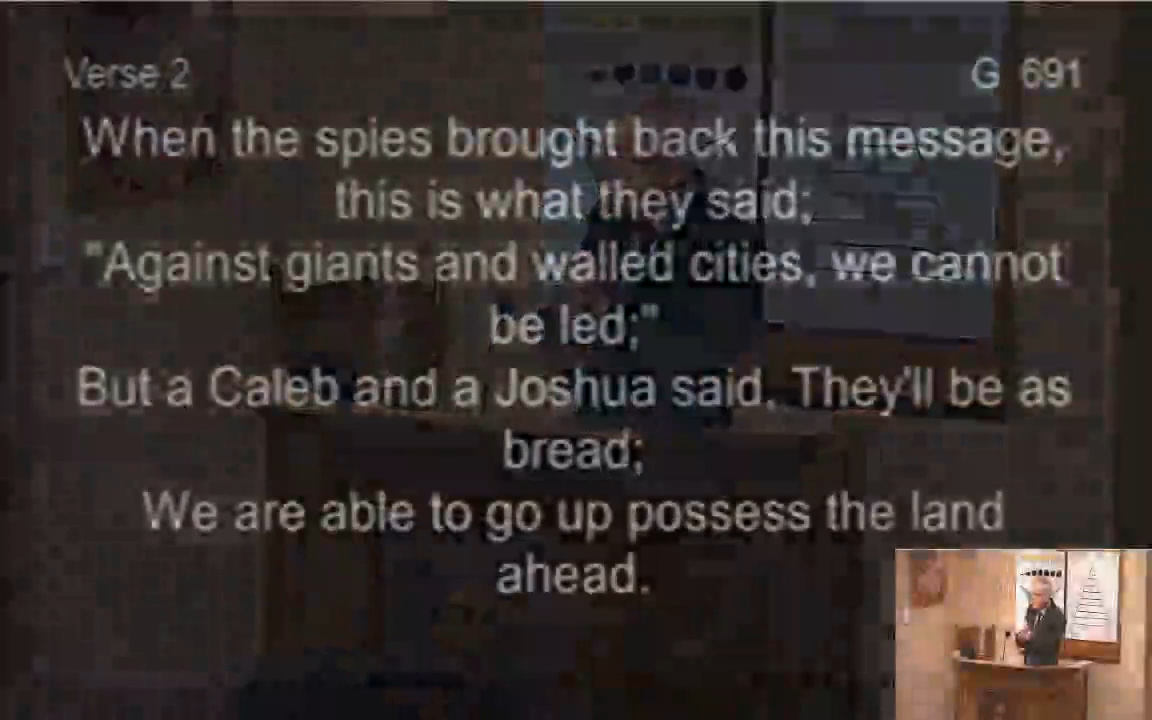 Verse 2 G 691
When the spies brought back this message,
this is what they said;
"Against giants and walled cities, we cannot
be led;"
But a Caleb and a Joshua said. They'll be as
bread;
We are able to go up possess the land
ahead.